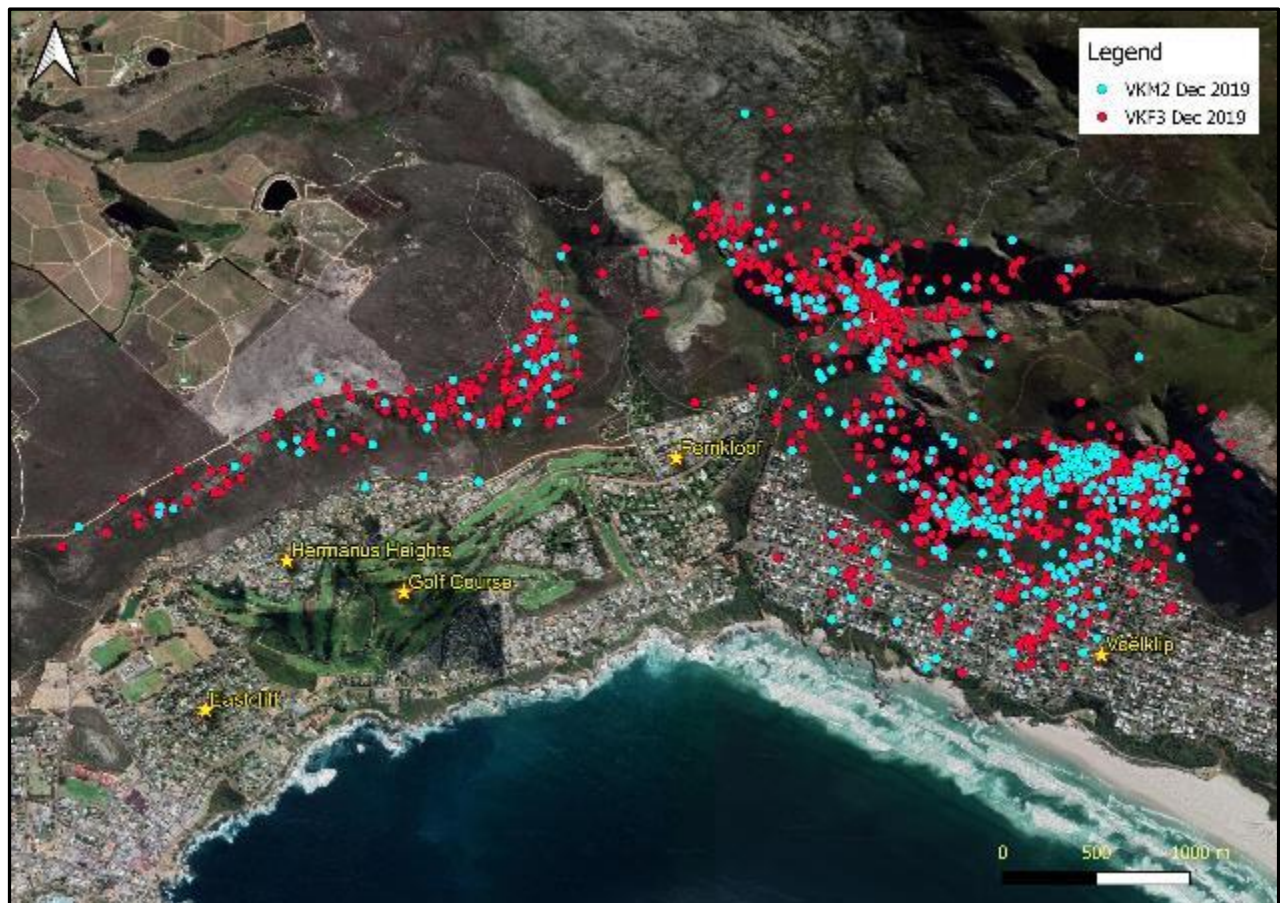 Legend
VKM2 Dec 2019
VKF3 Dec 2019
Fernkloof
Hermanus Heights
Golf Course
Voëlklip
Eastcliff
0 500 1000 m